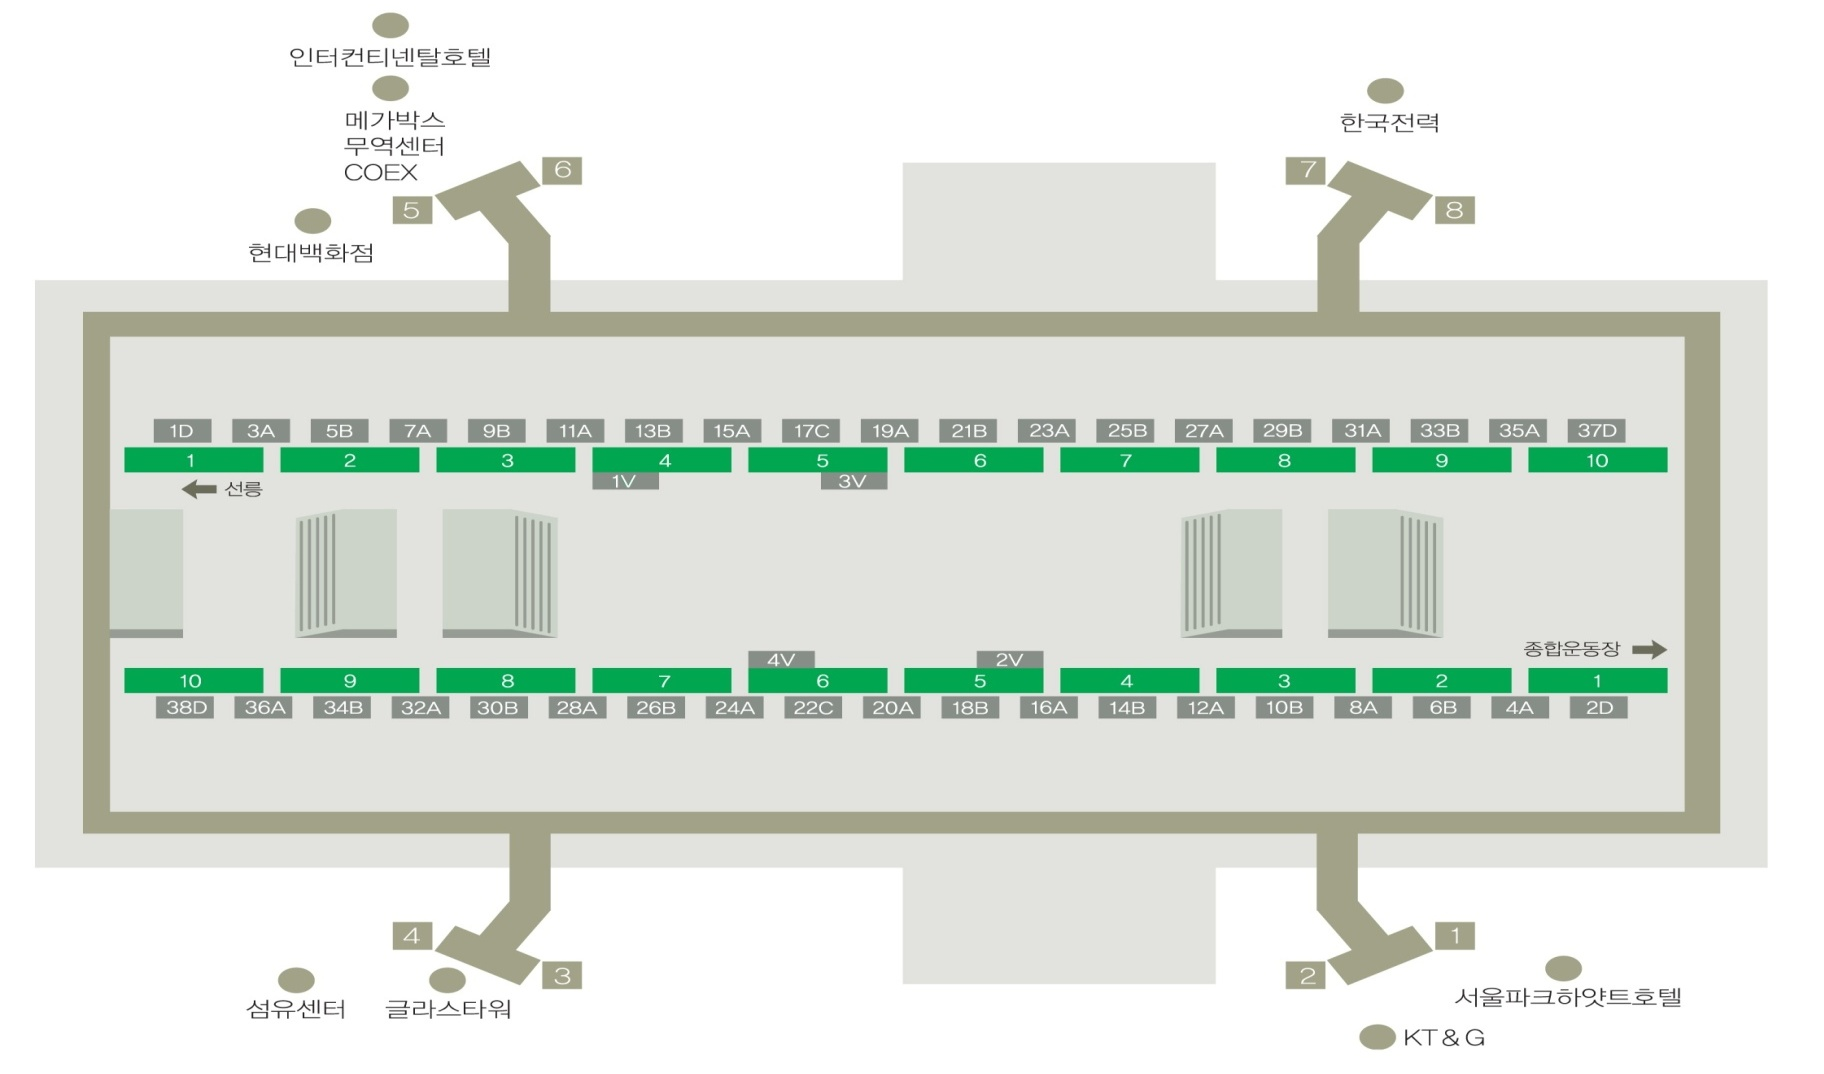 인터컨티넨탈호텔
메가박스
무역센터
COEX
한국전력
6
7
5
8
현대백화점
1D 3A 5B 7A 9B 11A 13B 15A 17C 19A 21B 23A 25B 27A 29B 31A 33B 35A 37D
1 2 3 4 5 6 7 8 9 10
1V 3V
선릉
종합운동장
4V 2V
10 9 8 7 6 5 4 3 2 1
38D 36A 34B 32A 30B 28A 26B 24A 22C 20A 18B 16A 14B 12A 10B 8A 6B 4A 2D
4
1
3
2
섬유센터
글라스타워
서울파크하얏트호텔
KT&G